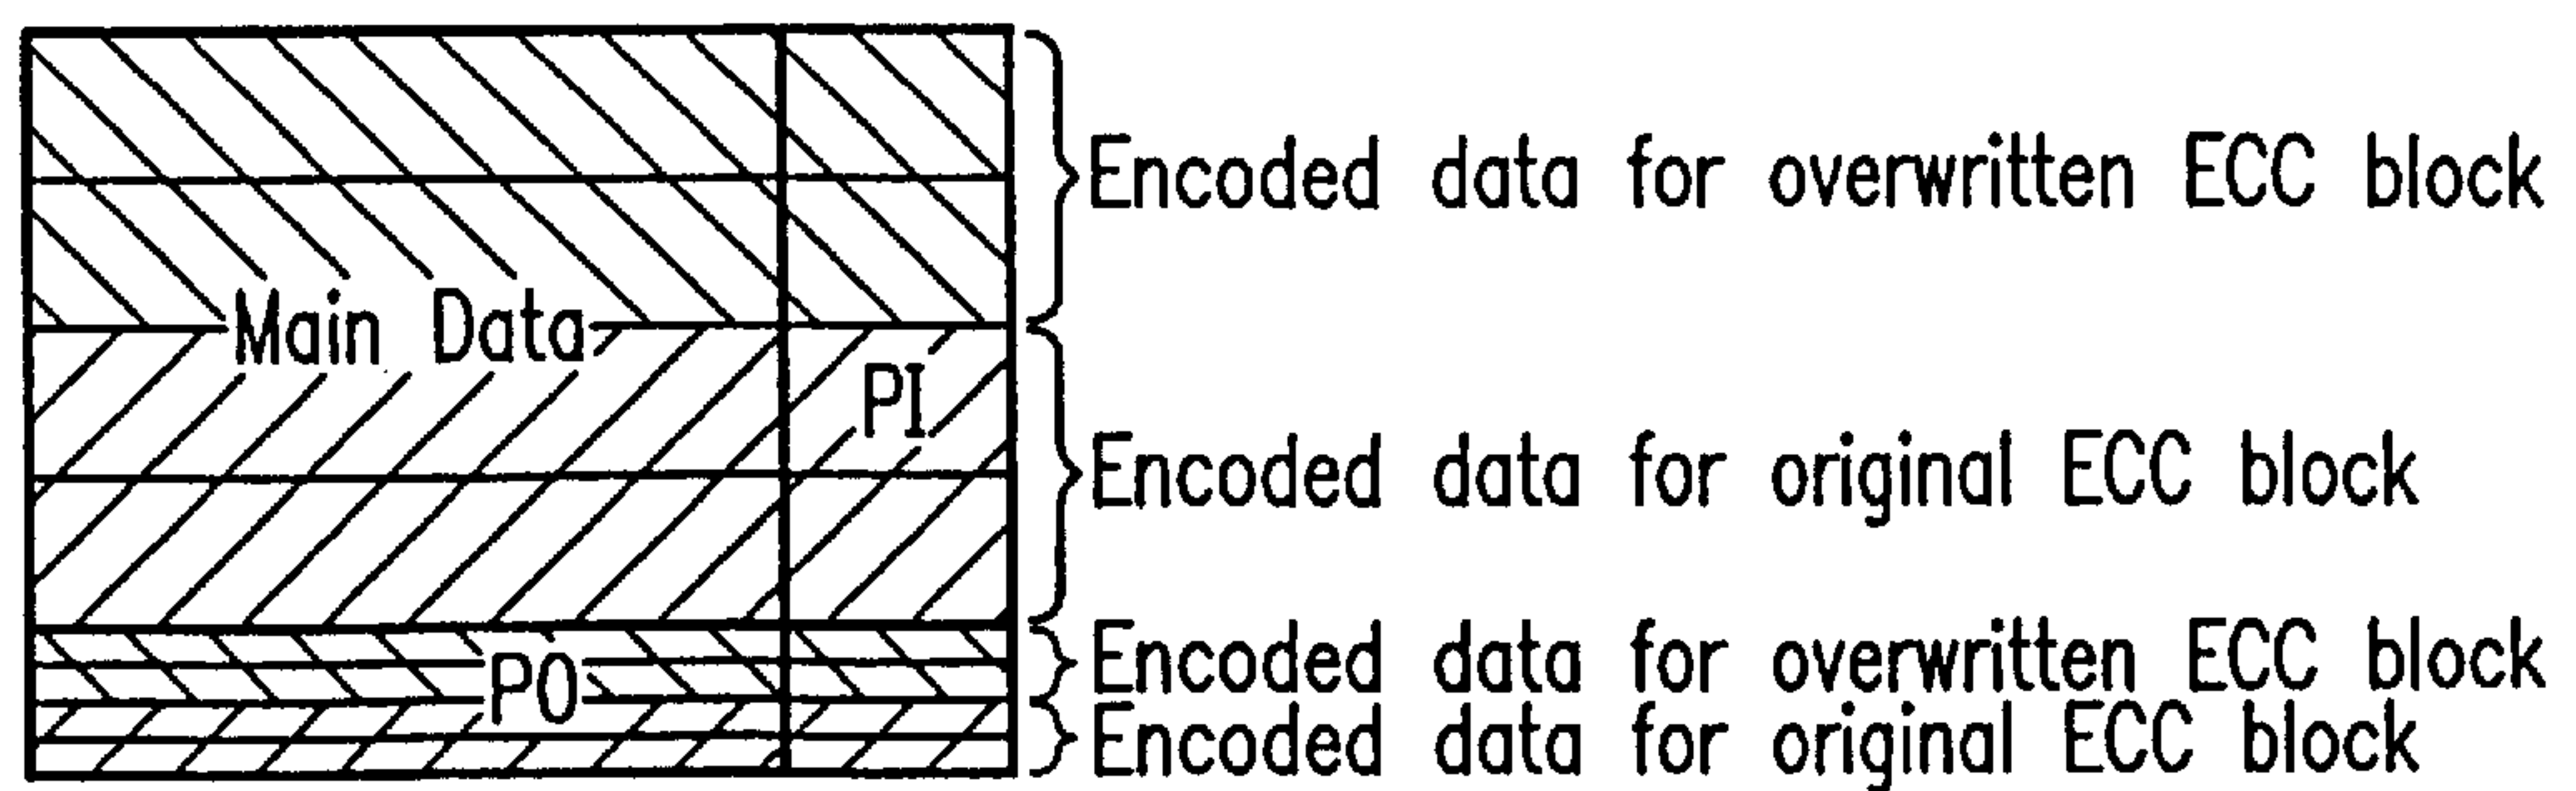 Encoded data for overwritten ECC block
Main Data
PI
Encoded data for original ECC block
Encoded data for overwritten ECC block
PO
Encoded data for original ECC block